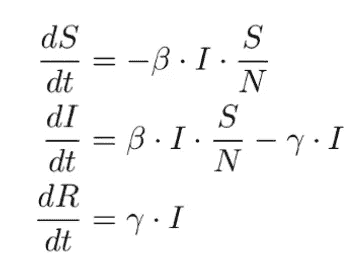 dS/dt = −β · I · S/N
dI/dt = β · I · S/N − γ · I
dR/dt = γ · I